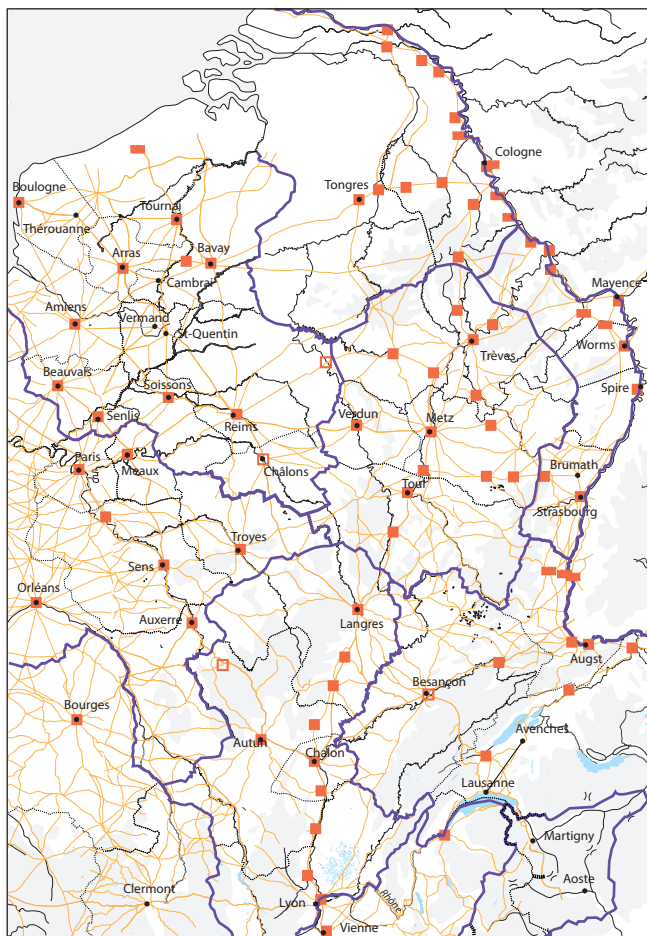 Cologne
Boulogne
Tongres
Thérouanne
Tournai
Arras
Bavay
Cambrai
Mayence
Amiens
Vermand
St-Quentin
Worms
Trèves
Beauvais
Soissons
Spire
Senlis
Reims
Verdun
Metz
Paris
Meaux
Châlons
Brumath
Toul
Strasbourg
Troyes
Sens
Orléans
Langres
Auxerre
Augst
Besançon
Bourges
Avenches
Autun
Chalon
Lausanne
Martigny
Clermont
Aoste
Rhône
Lyon
Vienne